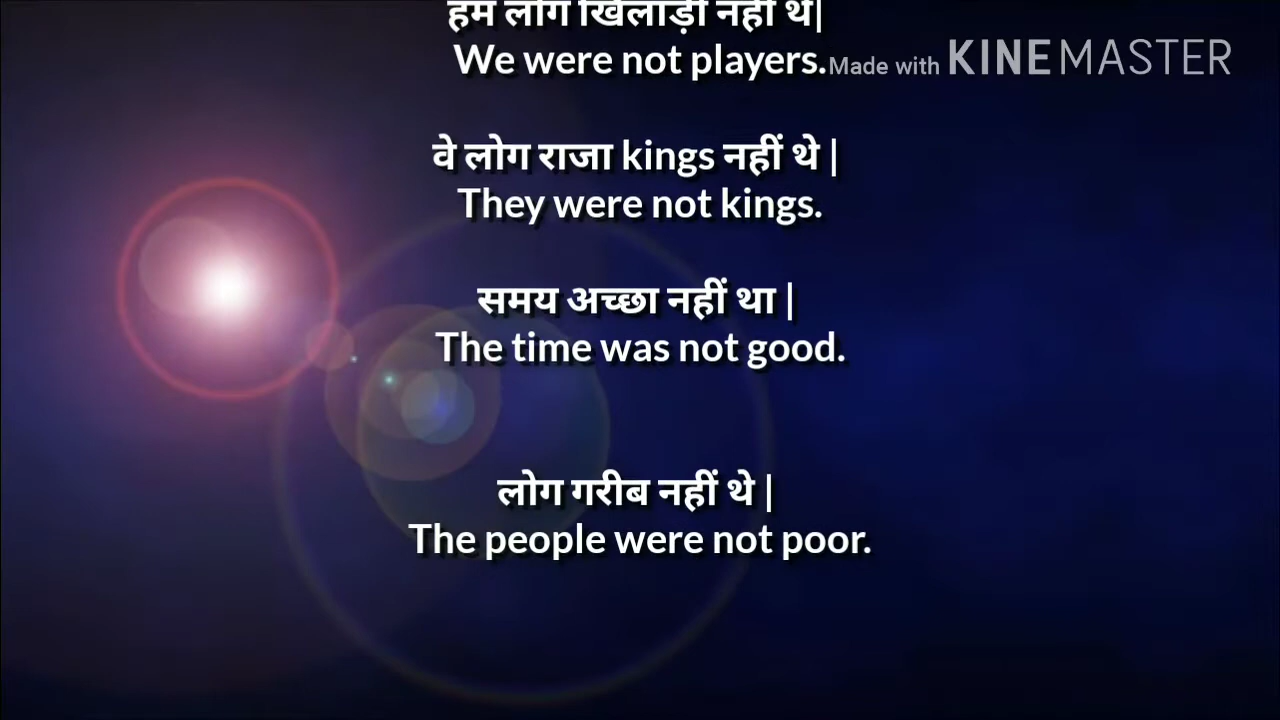 हम लोग खिलाड़ी नहीं थे|
We were not players.
Made with KINEMASTER
वे लोग राजा kings नहीं थे |
They were not kings.
समय अच्छा नहीं था |
The time was not good.
लोग गरीब नहीं थे |
The people were not poor.